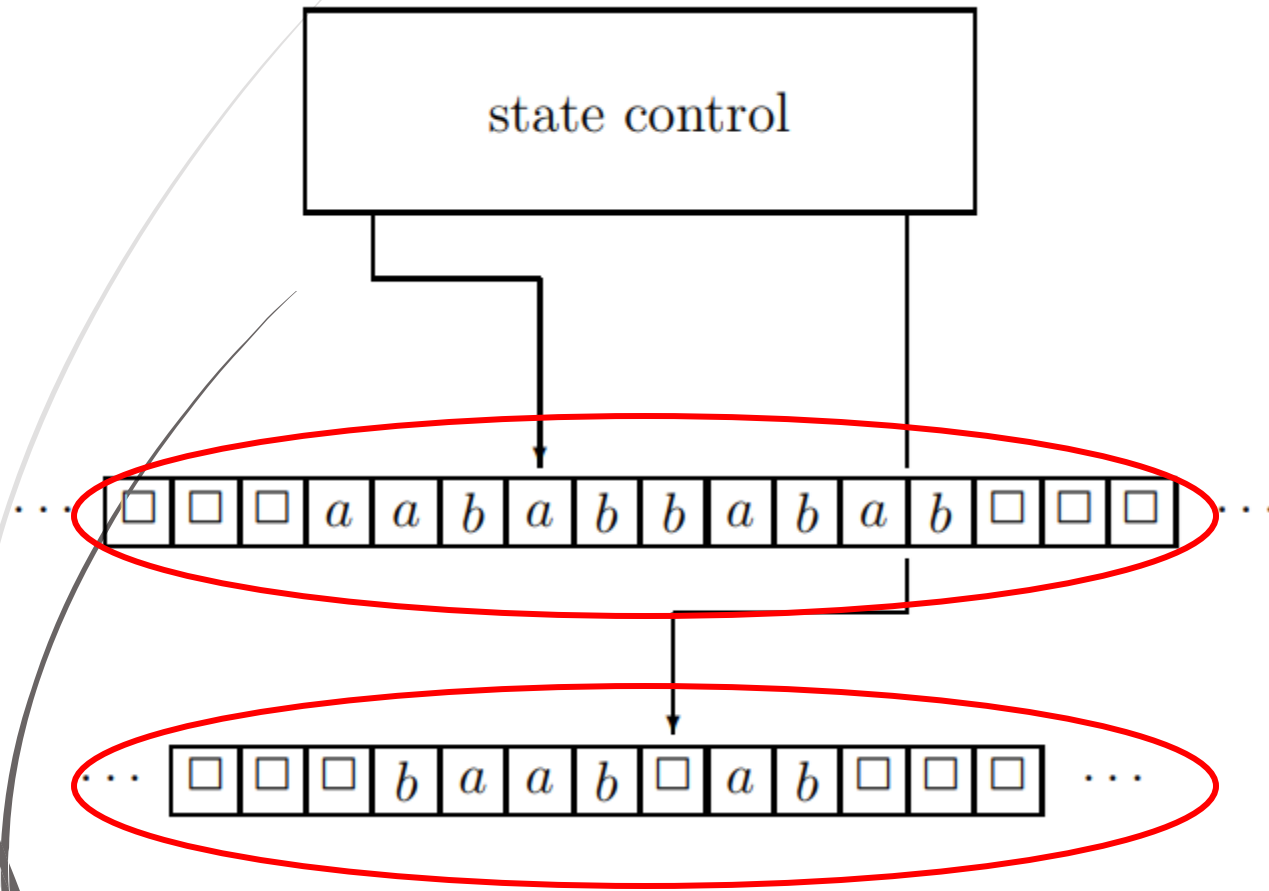 state control
··· □ □ □ a a b a b b a b a b □ □ □ ···
··· □ □ □ b a a b □ a b □ □ □ ···